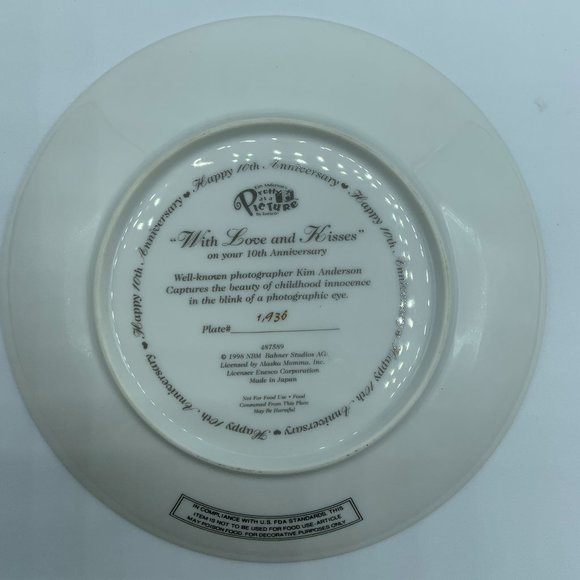 Happy 10th Anniversary ♥ Happy 10th Anniversary ♥ Happy 10th Anniversary ♥ Happy 10th Anniversary ♥
Kim Anderson's
Pretty
as a
Picture
By Enesco
"With Love and Kisses"
on your 10th Anniversary
Well-known photographer Kim Anderson
Captures the beauty of childhood innocence
in the blink of a photographic eye.
Plate# 1,936
487589
© 1998 NBM Bahner Studios AG.
Licensed by Alaska Momma, Inc.
Licenser Enesco Corporation
Made in Japan
Not For Food Use • Food
Consumed From This Plate
May Be Harmful
IN COMPLIANCE WITH U.S. FDA STANDARDS. THIS
ITEM IS NOT TO BE USED FOR FOOD USE. ARTICLE
MAY POISON FOOD. FOR DECORATIVE PURPOSES ONLY